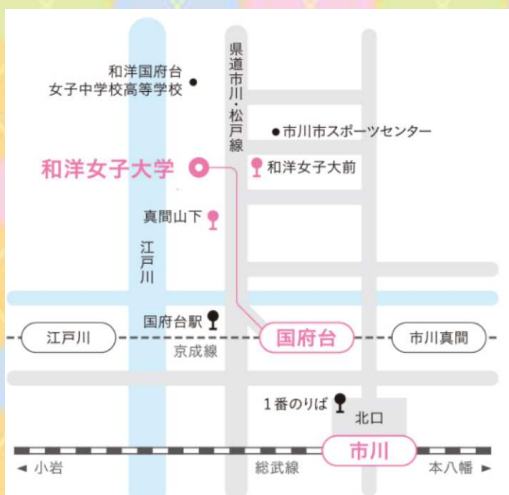 和洋国府台
女子中学校高等学校
県道市川・松戸線
市川市スポーツセンター
和洋女子大学
和洋女子大前
真間山下
江戸川
国府台駅
江戸川
国府台
市川真間
京成線
1番のりば
北口
市川
◄ 小岩
総武線
本八幡 ►